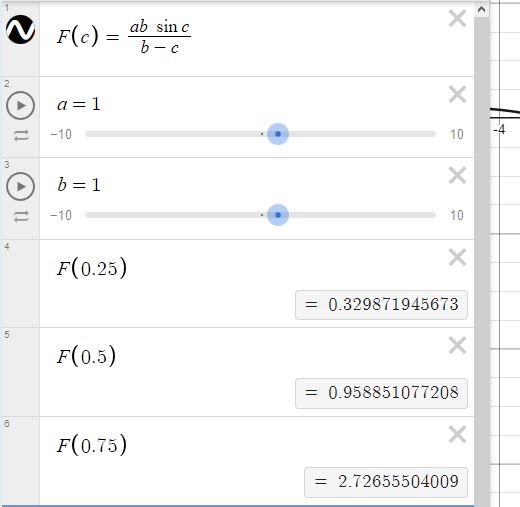 1
F(c) = ab sin c / b − c
2
a = 1
−10 10
3
b = 1
−10 10
4
F(0.25)
= 0.329871945673
5
F(0.5)
= 0.958851077208
6
F(0.75)
= 2.72655504009
-4